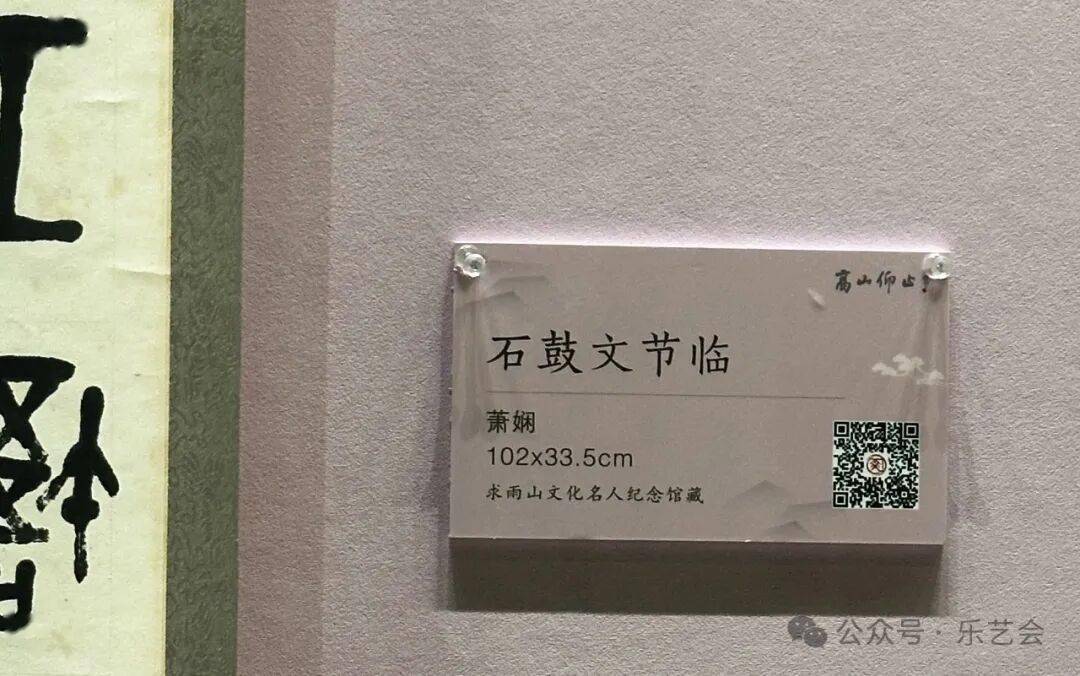 高山仰止
石鼓文节临
萧娴
102x33.5cm
求雨山文化名人纪念馆藏
公众号·乐艺会